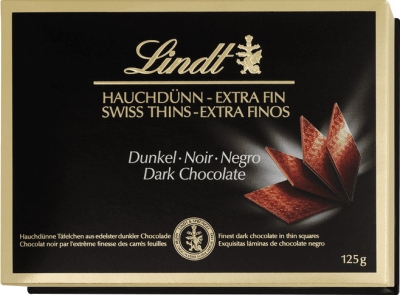 Lindt
HAUCHDÜNN - EXTRA FIN
SWISS THINS - EXTRA FINOS
Dunkel · Noir · Negro
Dark Chocolate
Hauchdünne Täfelchen aus edelster dunkler Chocolade
Chocolat noir par l'extrême finesse des carrés feuilles
Finest dark chocolate in thin squares
Exquisitas láminas de chocolate negro
125 g